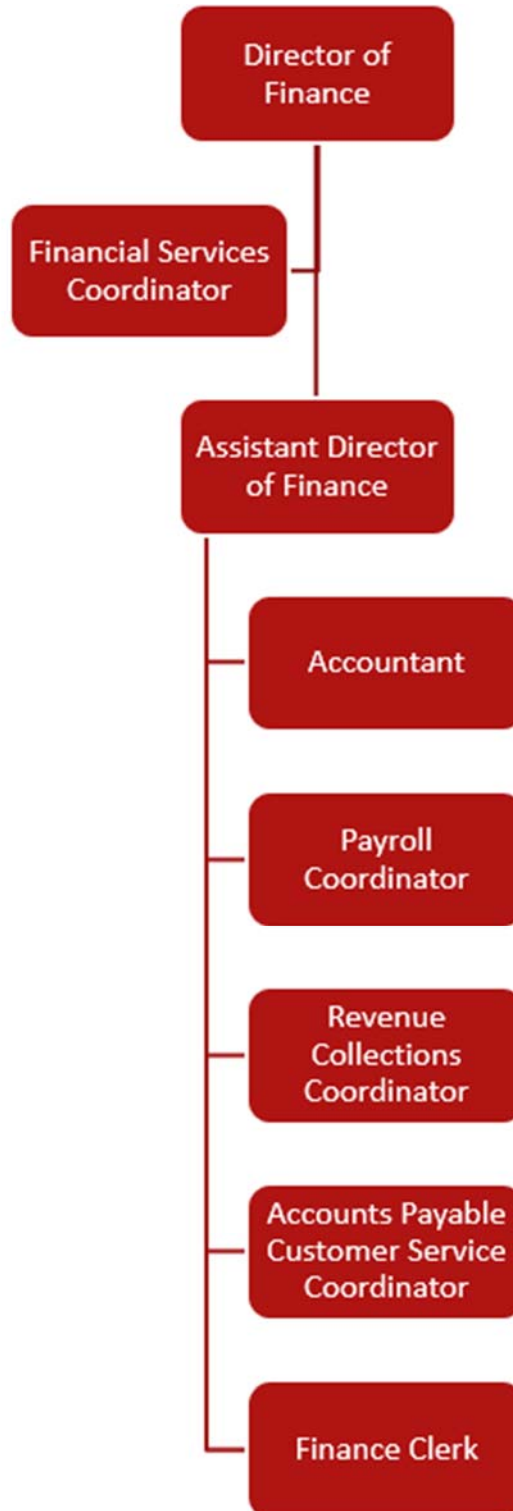 Director of
Finance
Financial Services
Coordinator
Assistant Director
of Finance
Accountant
Payroll
Coordinator
Revenue
Collections
Coordinator
Accounts Payable
Customer Service
Coordinator
Finance Clerk